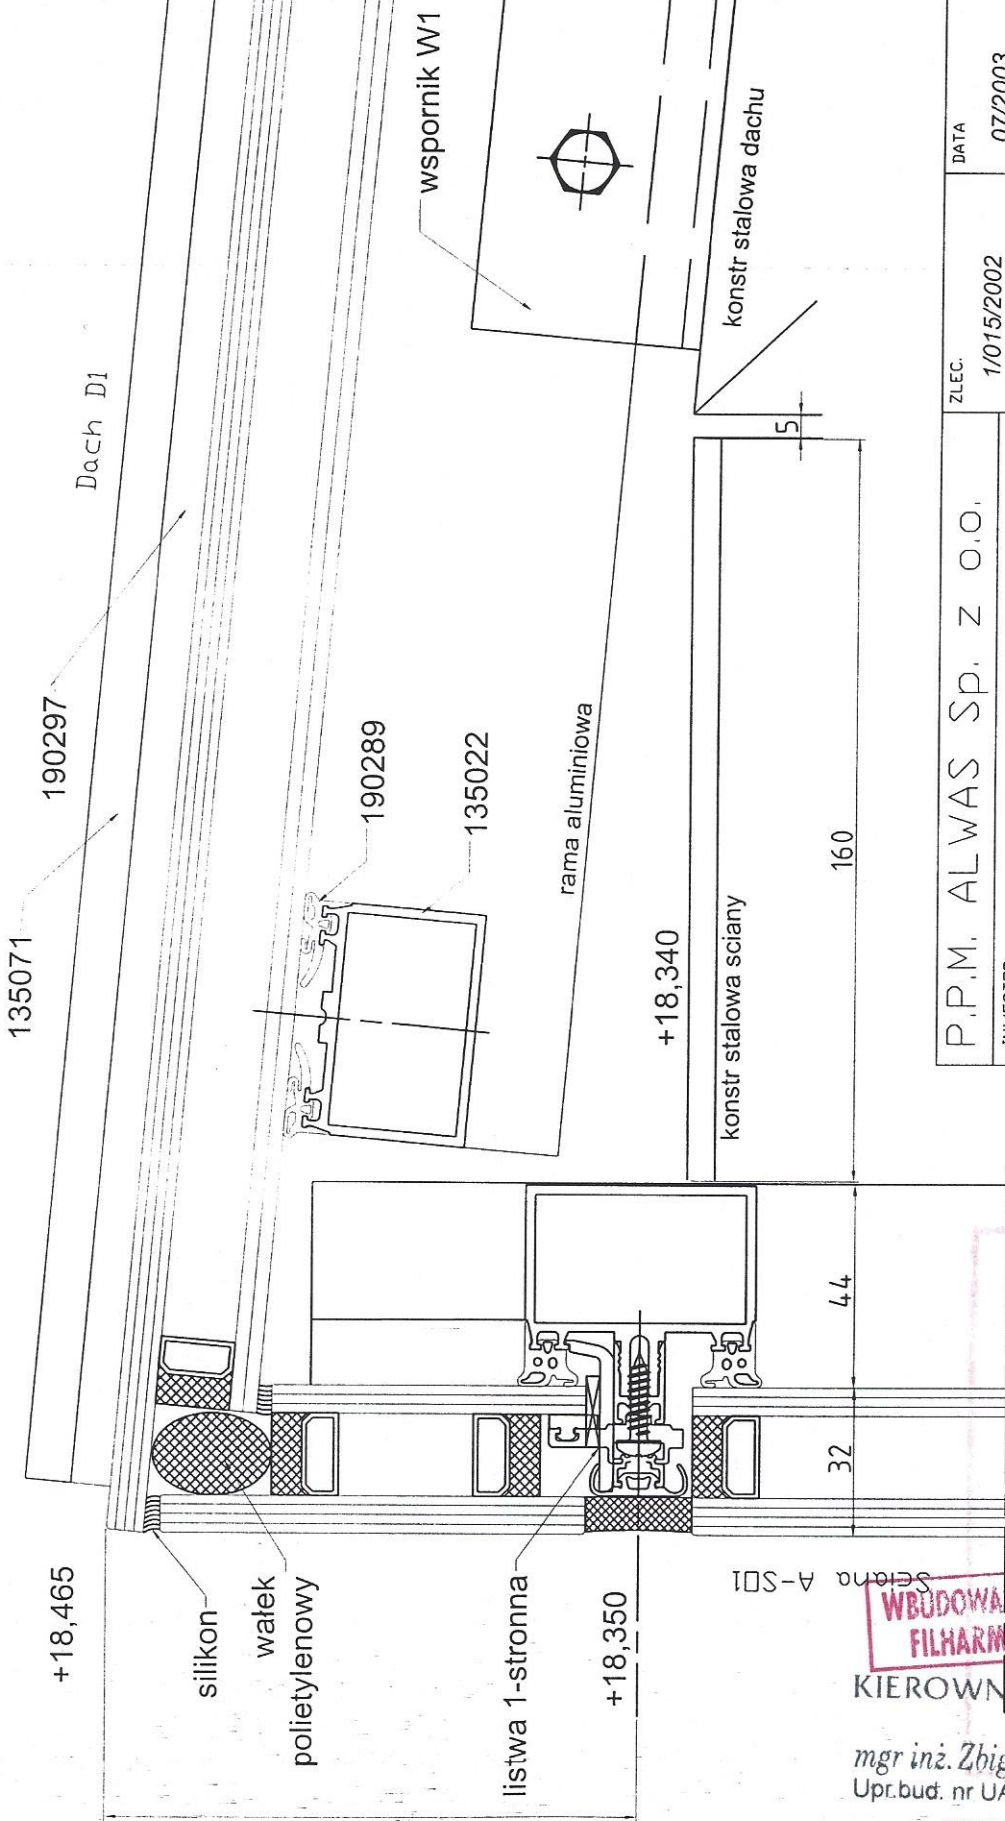 135071
190297
Dach D1
+18,465
silikon
wałek
polietylenowy
190289
135022
wspornik W1
listwa 1-stronna
rama aluminiowa
+18,350
+18,340
konstr stalowa sciany
konstr stalowa dachu
5
32
44
160
Sciana A-S01
P.P.M. ALWAS Sp. z o.o.
ZLEC.
1/015/2002
DATA
07/2003
WBUDOWA
FILHARM
KIEROWN
mgr inż. Zbig
Upr.bud. nr UA